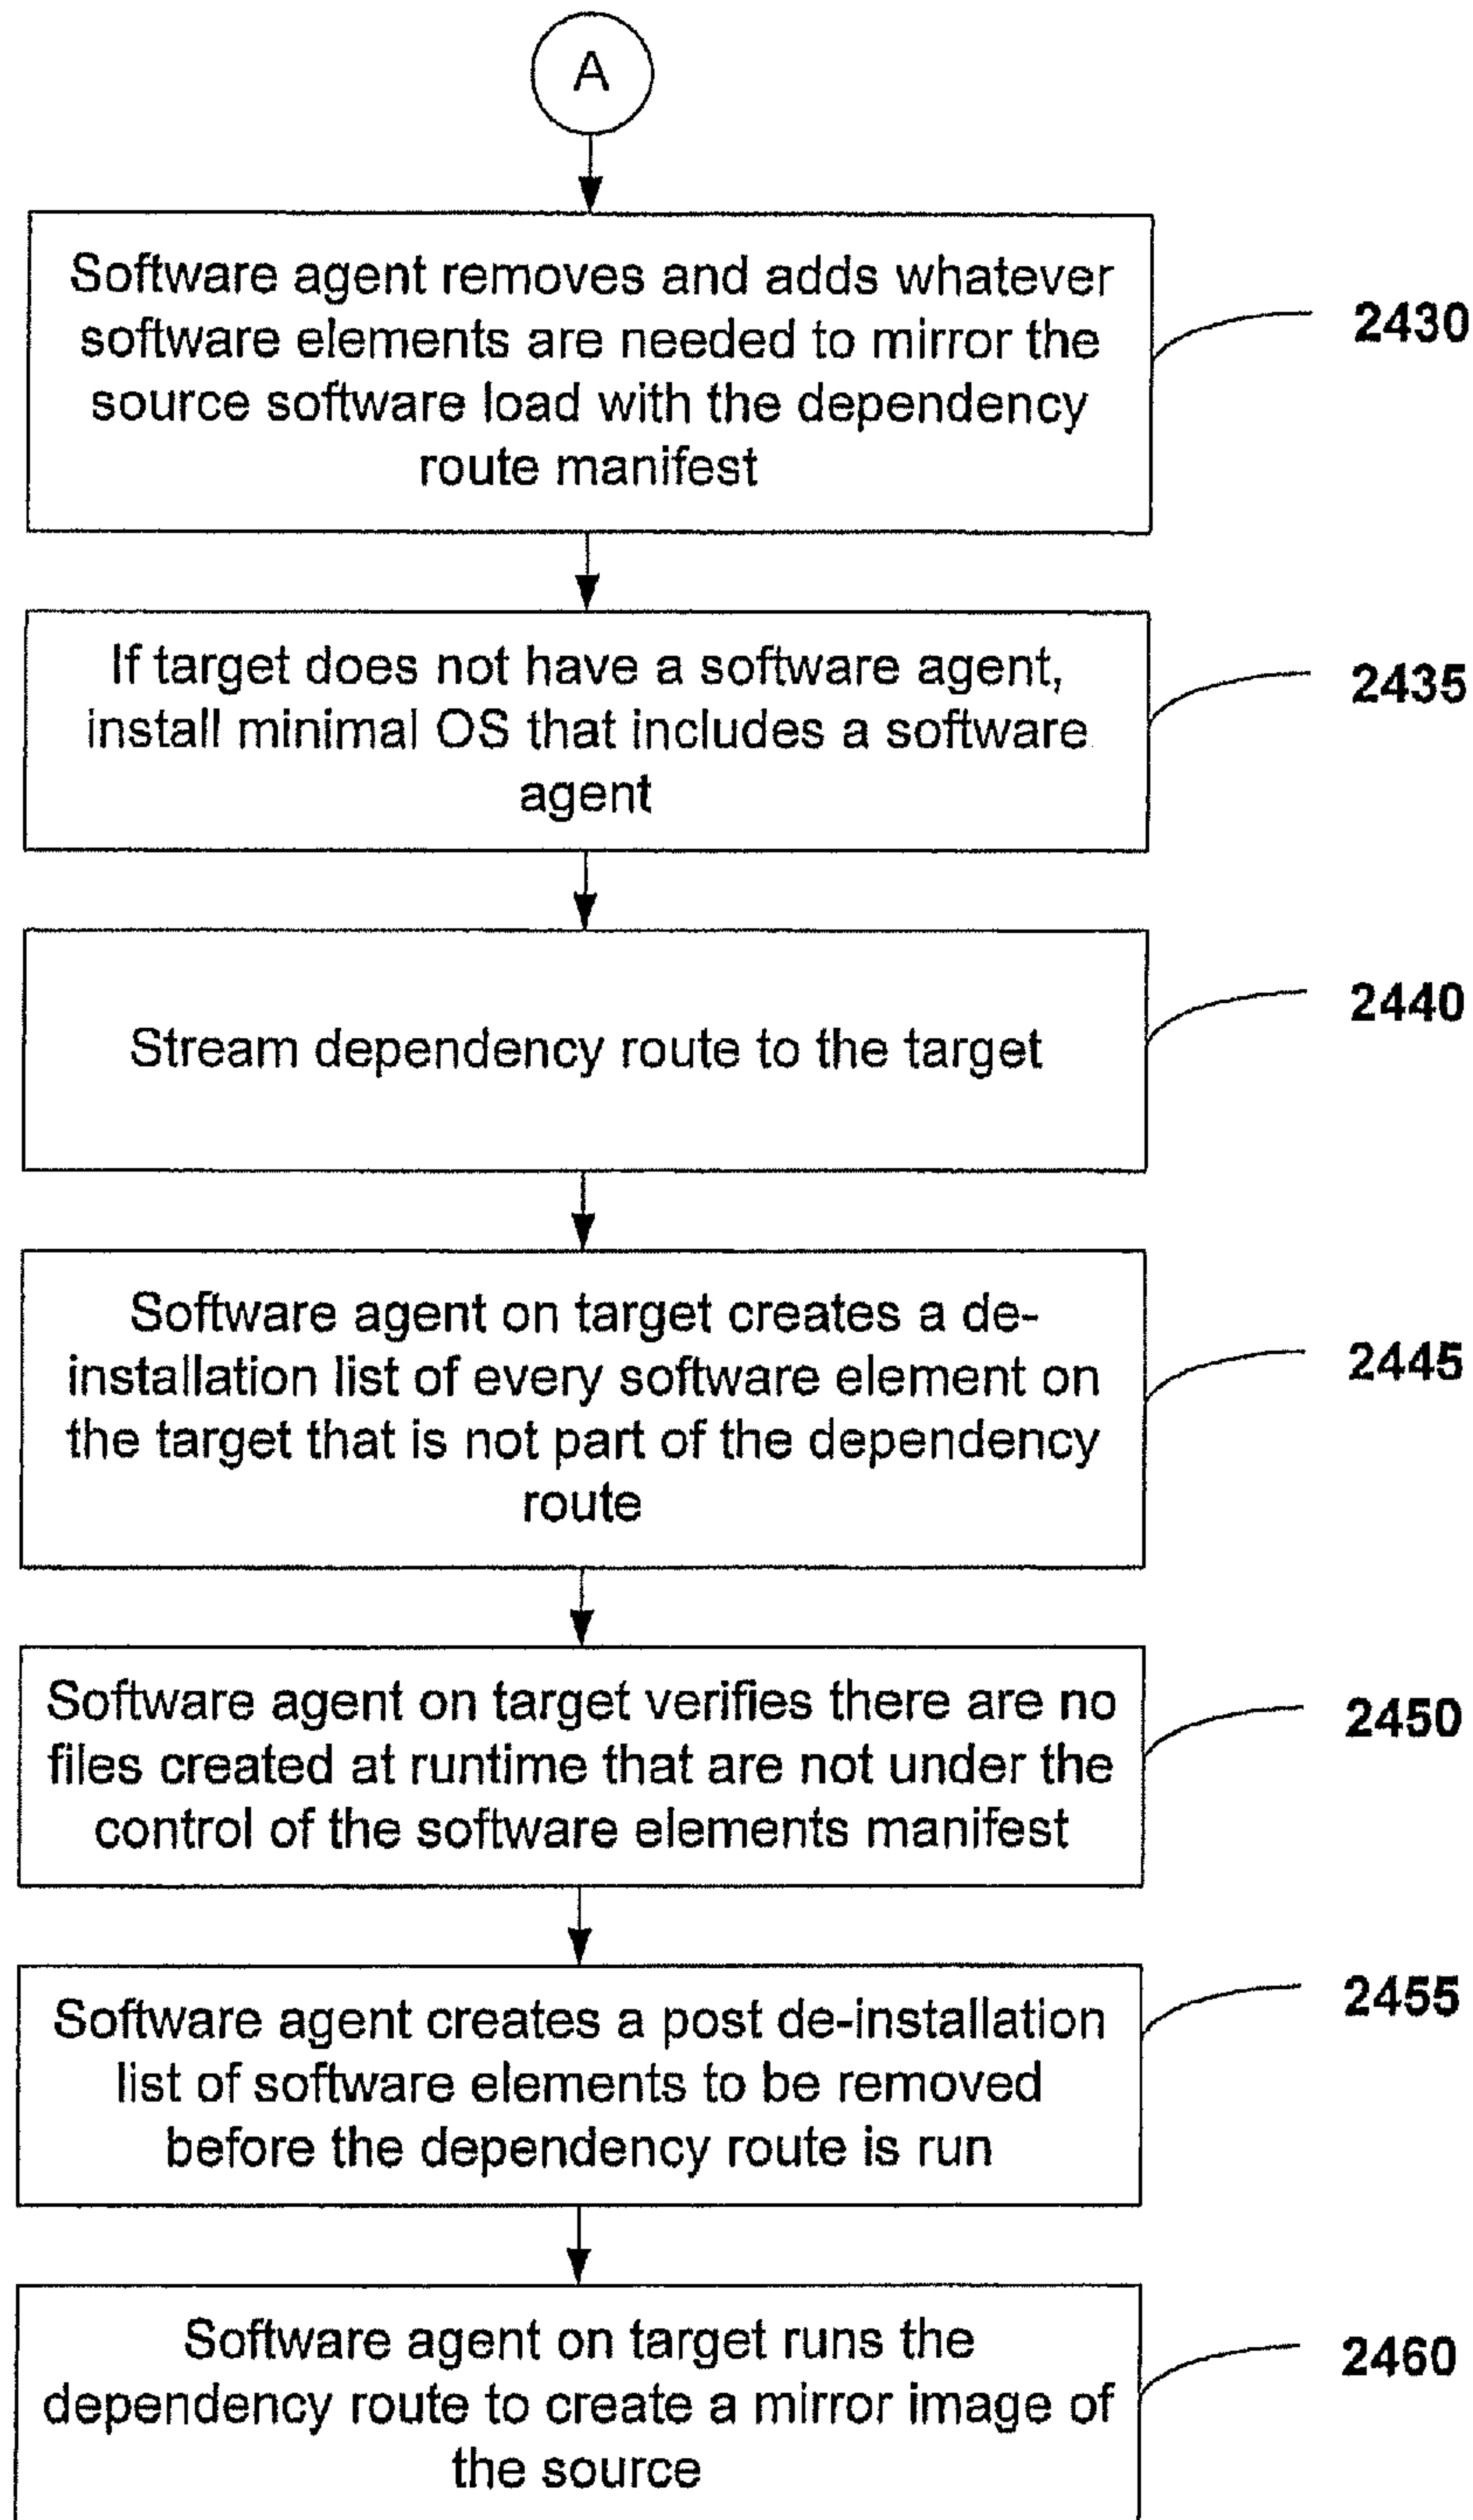 A
Software agent removes and adds whatever
software elements are needed to mirror the
source software load with the dependency
route manifest
2430
If target does not have a software agent,
install minimal OS that includes a software
agent
2435
Stream dependency route to the target
2440
Software agent on target creates a de-
installation list of every software element on
the target that is not part of the dependency
route
2445
Software agent on target verifies there are no
files created at runtime that are not under the
control of the software elements manifest
2450
Software agent creates a post de-installation
list of software elements to be removed
before the dependency route is run
2455
Software agent on target runs the
dependency route to create a mirror image of
the source
2460